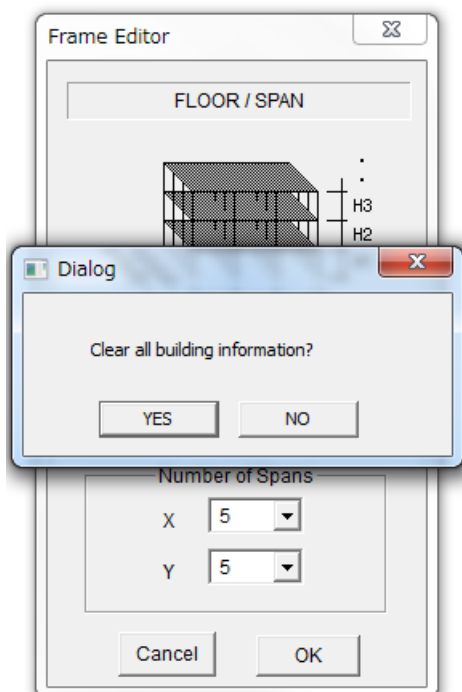 Frame Editor
FLOOR / SPAN
H3
H2
Dialog
Clear all building information?
YES NO
Number of Spans
X 5
Y 5
Cancel OK